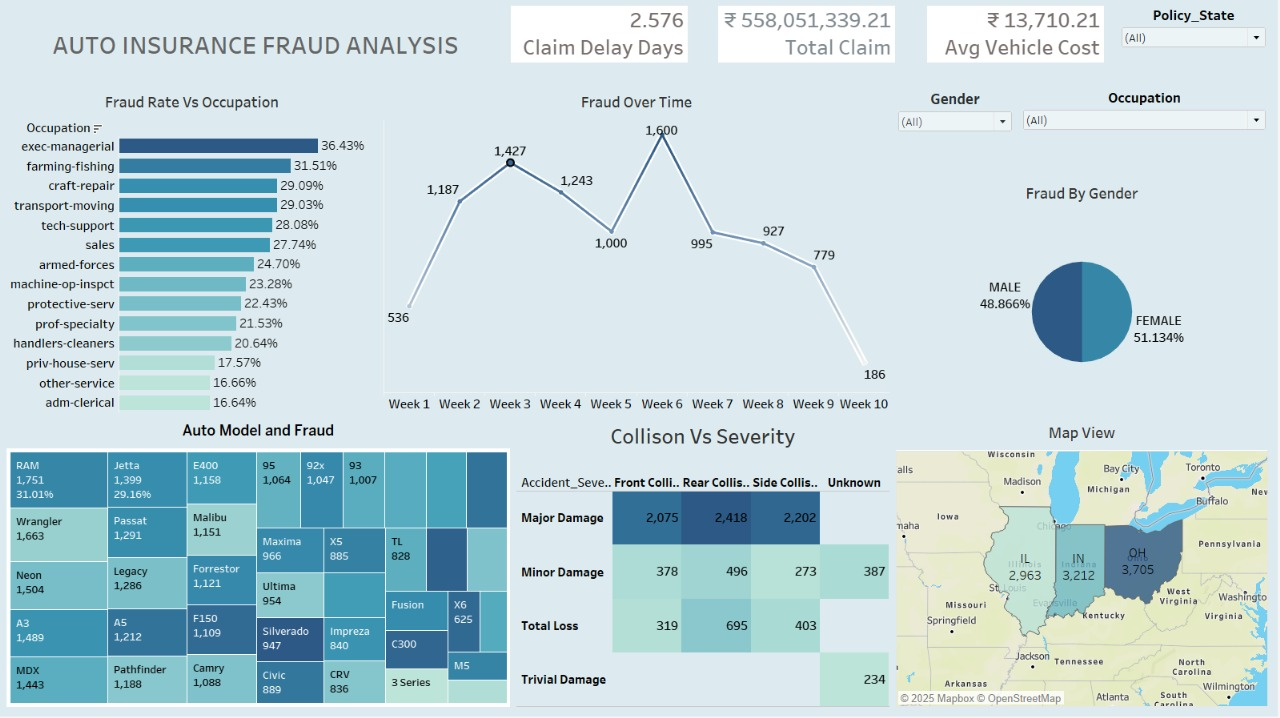 AUTO INSURANCE FRAUD ANALYSIS
2.576
Claim Delay Days
₹ 558,051,339.21
Total Claim
₹ 13,710.21
Avg Vehicle Cost
Policy_State
(All)
Gender
(All)
Occupation
(All)
Fraud Rate Vs Occupation
Occupation
exec-managerial 36.43%
farming-fishing 31.51%
craft-repair 29.09%
transport-moving 29.03%
tech-support 28.08%
sales 27.74%
armed-forces 24.70%
machine-op-inspct 23.28%
protective-serv 22.43%
prof-specialty 21.53%
handlers-cleaners 20.64%
priv-house-serv 17.57%
other-service 16.66%
adm-clerical 16.64%
Fraud Over Time
536
1,187
1,427
1,243
1,000
1,600
995
927
779
186
Week 1 Week 2 Week 3 Week 4 Week 5 Week 6 Week 7 Week 8 Week 9 Week 10
Fraud By Gender
MALE
48.866%
FEMALE
51.134%
Auto Model and Fraud
RAM
1,751
31.01%
Wrangler
1,663
Neon
1,504
A3
1,489
MDX
1,443
Jetta
1,399
29.16%
Passat
1,291
Legacy
1,286
A5
1,212
Pathfinder
1,188
E400
1,158
Malibu
1,151
Forrestor
1,121
F150
1,109
Camry
1,088
95
1,064
92x
1,047
93
1,007
Maxima
966
X5
885
Ultima
954
Silverado
947
Impreza
840
Civic
889
CRV
836
TL
828
Fusion
C300
3 Series
X6
625
M5
Collison Vs Severity
Accident_Seve.. Front Colli.. Rear Collis.. Side Collis.. Unknown
Major Damage 2,075 2,418 2,202
Minor Damage 378 496 273 387
Total Loss 319 695 403
Trivial Damage 234
Map View
Wisconsin
alls
Bay City
Toronto
Madison
Michigan
New
Buffalo
Iowa
maha
Chicago
Pennsylvania
IL
Illinois
2,963
IN
Indiana
3,212
OH
Ohio
3,705
St Louis
Evansville
West
Virginia
Washingto
Missouri
Kentucky
Virginia
Springfield
Jackson
Tennessee
North
Carolina
Arkansas
Wilmington
Atlanta
South
Carolina
© 2025 Mapbox © OpenStreetMap